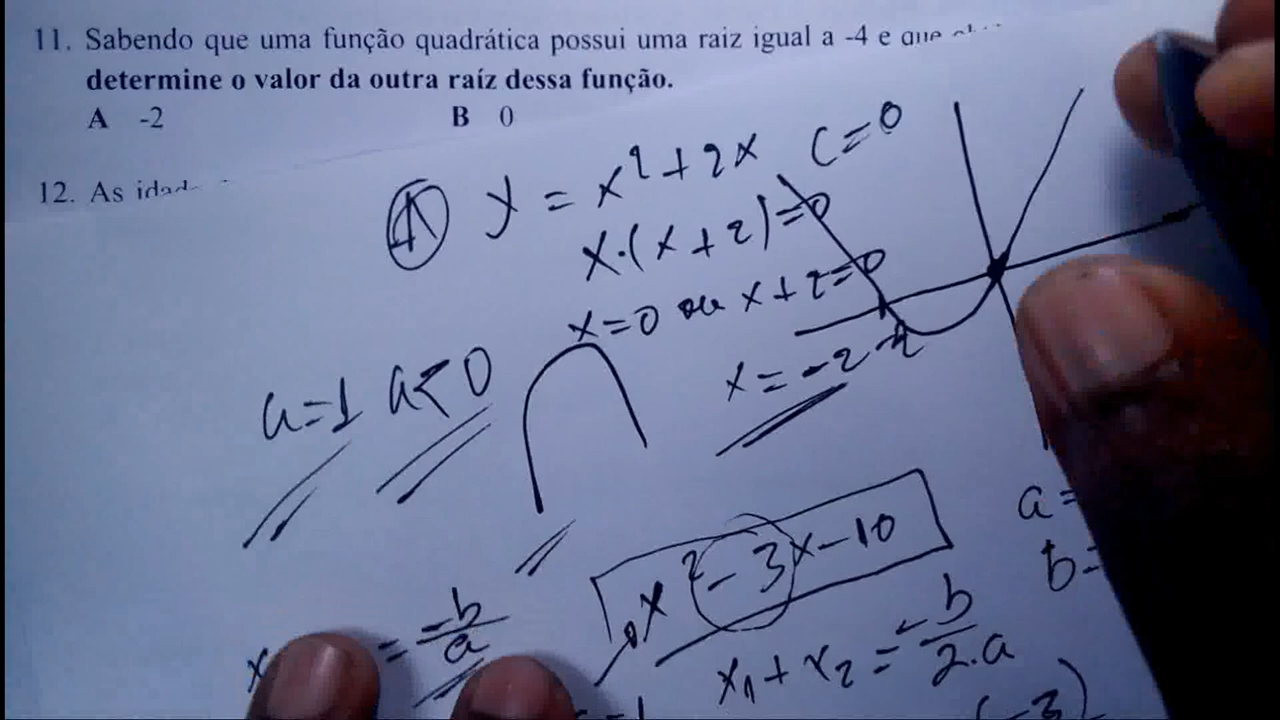 11. Sabendo que uma função quadrática possui uma raiz igual a -4 e que
determine o valor da outra raíz dessa função.
A -2 B 0
12. As
A y = x² + 2x C=0
x·(x+2)=0
x=0 ou x+2=0
x = -2 -2
a=1 a<0
x² - 3x - 10
a=
b=
x = -b/a
x₁ + x₂ = -b/2.a
(-3)